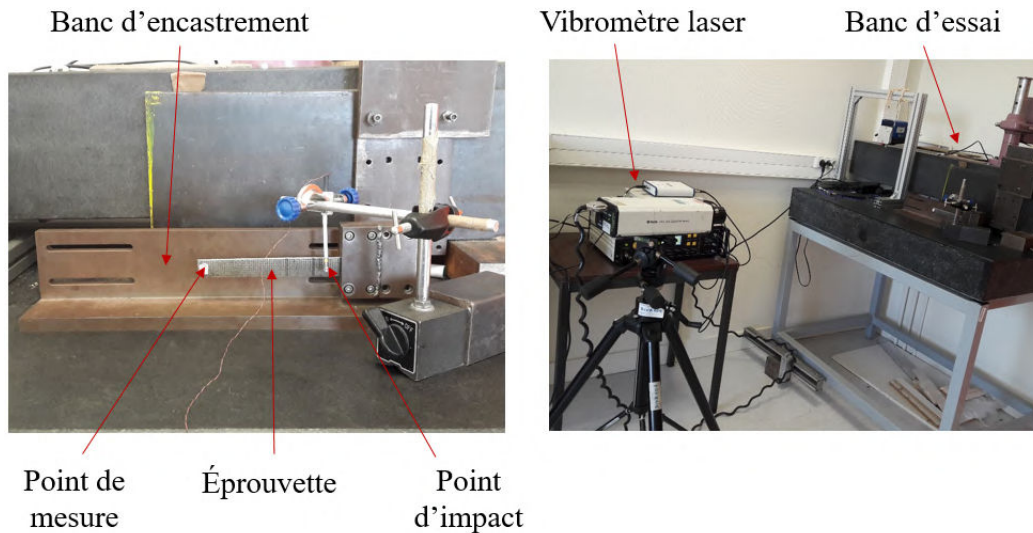 Banc d'encastrement
Vibromètre laser
Banc d'essai
Point de
mesure
Éprouvette
Point
d'impact